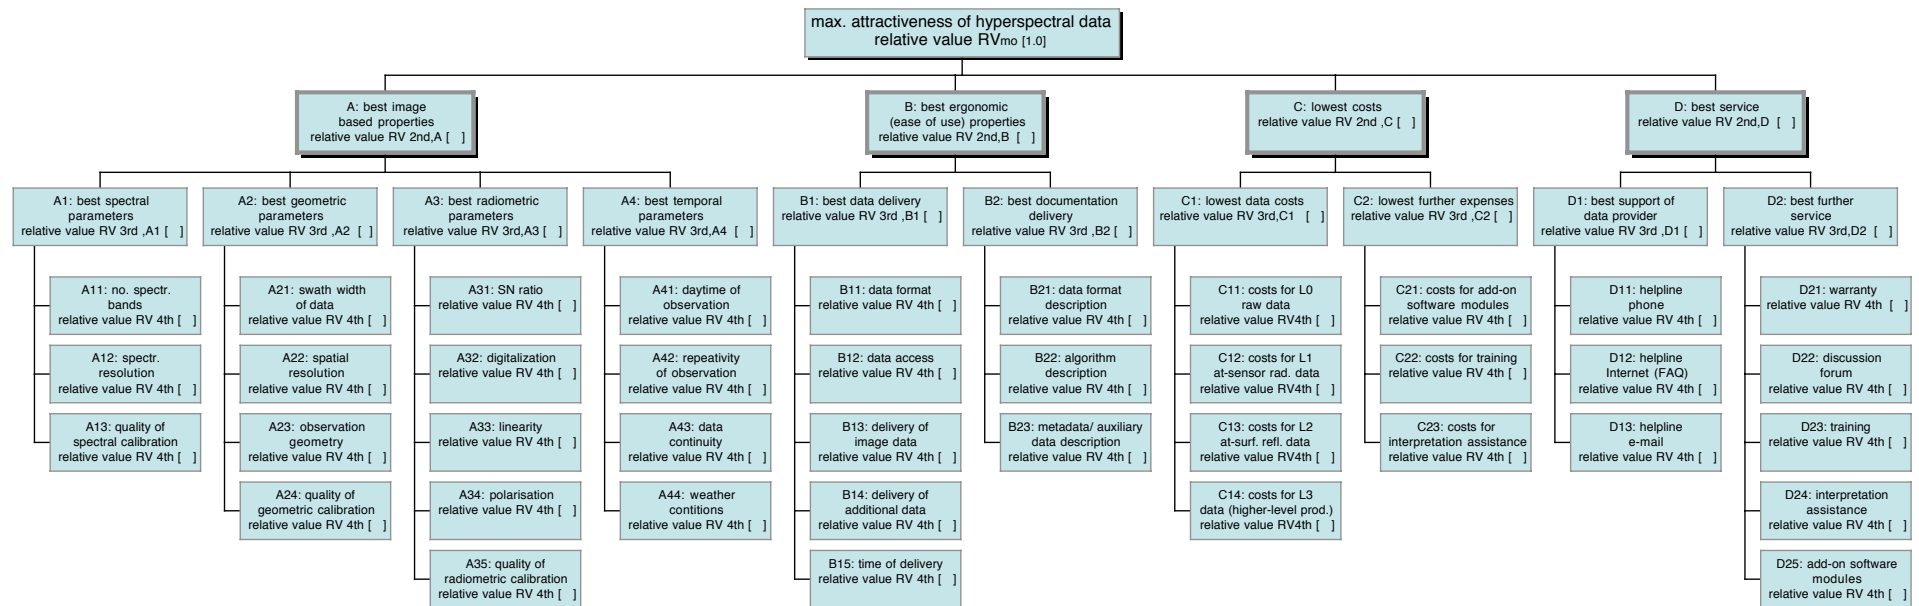 max. attractiveness of hyperspectral data
relative value RVmo [1.0]
A: best image
based properties
relative value RV 2nd,A [ ]
B: best ergonomic
(ease of use) properties
relative value RV 2nd,B [ ]
C: lowest costs
relative value RV 2nd ,C [ ]
D: best service
relative value RV 2nd,D [ ]
A1: best spectral
parameters
relative value RV 3rd ,A1 [ ]
A2: best geometric
parameters
relative value RV 3rd ,A2 [ ]
A3: best radiometric
parameters
relative value RV 3rd,A3 [ ]
A4: best temporal
parameters
relative value RV 3rd,A4 [ ]
B1: best data delivery
relative value RV 3rd ,B1 [ ]
B2: best documentation
delivery
relative value RV 3rd ,B2 [ ]
C1: lowest data costs
relative value RV 3rd,C1 [ ]
C2: lowest further expenses
relative value RV 3rd ,C2 [ ]
D1: best support of
data provider
relative value RV 3rd ,D1 [ ]
D2: best further
service
relative value RV 3rd,D2 [ ]
A11: no. spectr.
bands
relative value RV 4th [ ]
A12: spectr.
resolution
relative value RV 4th [ ]
A13: quality of
spectral calibration
relative value RV 4th [ ]
A21: swath width
of data
relative value RV 4th [ ]
A22: spatial
resolution
relative value RV 4th [ ]
A23: observation
geometry
relative value RV 4th [ ]
A24: quality of
geometric calibration
relative value RV 4th [ ]
A31: SN ratio
relative value RV 4th [ ]
A32: digitalization
relative value RV 4th [ ]
A33: linearity
relative value RV 4th [ ]
A34: polarisation
relative value RV 4th [ ]
A35: quality of
radiometric calibration
relative value RV 4th [ ]
A41: daytime of
observation
relative value RV 4th [ ]
A42: repeativity
of observation
relative value RV 4th [ ]
A43: data
continuity
relative value RV 4th [ ]
A44: weather
contitions
relative value RV 4th [ ]
B11: data format
relative value RV 4th [ ]
B12: data access
relative value RV 4th [ ]
B13: delivery of
image data
relative value RV 4th [ ]
B14: delivery of
additional data
relative value RV 4th [ ]
B15: time of delivery
relative value RV 4th [ ]
B21: data format
description
relative value RV 4th [ ]
B22: algorithm
description
relative value RV 4th [ ]
B23: metadata/ auxiliary
data description
relative value RV 4th [ ]
C11: costs for L0
raw data
relative value RV4th [ ]
C12: costs for L1
at-sensor rad. data
relative value RV4th [ ]
C13: costs for L2
at-surf. refl. data
relative value RV4th [ ]
C14: costs for L3
data (higher-level prod.)
relative value RV4th [ ]
C21: costs for add-on
software modules
relative value RV 4th [ ]
C22: costs for training
relative value RV 4th [ ]
C23: costs for
interpretation assistance
relative value RV 4th [ ]
D11: helpline
phone
relative value RV 4th [ ]
D12: helpline
Internet (FAQ)
relative value RV 4th [ ]
D13: helpline
e-mail
relative value RV 4th [ ]
D21: warranty
relative value RV 4th [ ]
D22: discussion
forum
relative value RV 4th [ ]
D23: training
relative value RV 4th [ ]
D24: interpretation
assistance
relative value RV 4th [ ]
D25: add-on software
modules
relative value RV 4th [ ]